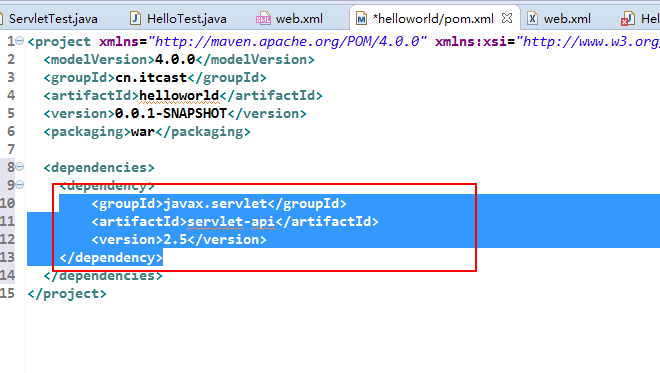 ServletTest.java HelloTest.java web.xml *helloworld/pom.xml web.xml
1 <project xmlns="http://maven.apache.org/POM/4.0.0" xmlns:xsi="http://www.w3.org
2 <modelVersion>4.0.0</modelVersion>
3 <groupId>cn.itcast</groupId>
4 <artifactId>helloworld</artifactId>
5 <version>0.0.1-SNAPSHOT</version>
6 <packaging>war</packaging>
7
8 <dependencies>
9 <dependency>
10 <groupId>javax.servlet</groupId>
11 <artifactId>servlet-api</artifactId>
12 <version>2.5</version>
13 </dependency>
14 </dependencies>
15 </project>